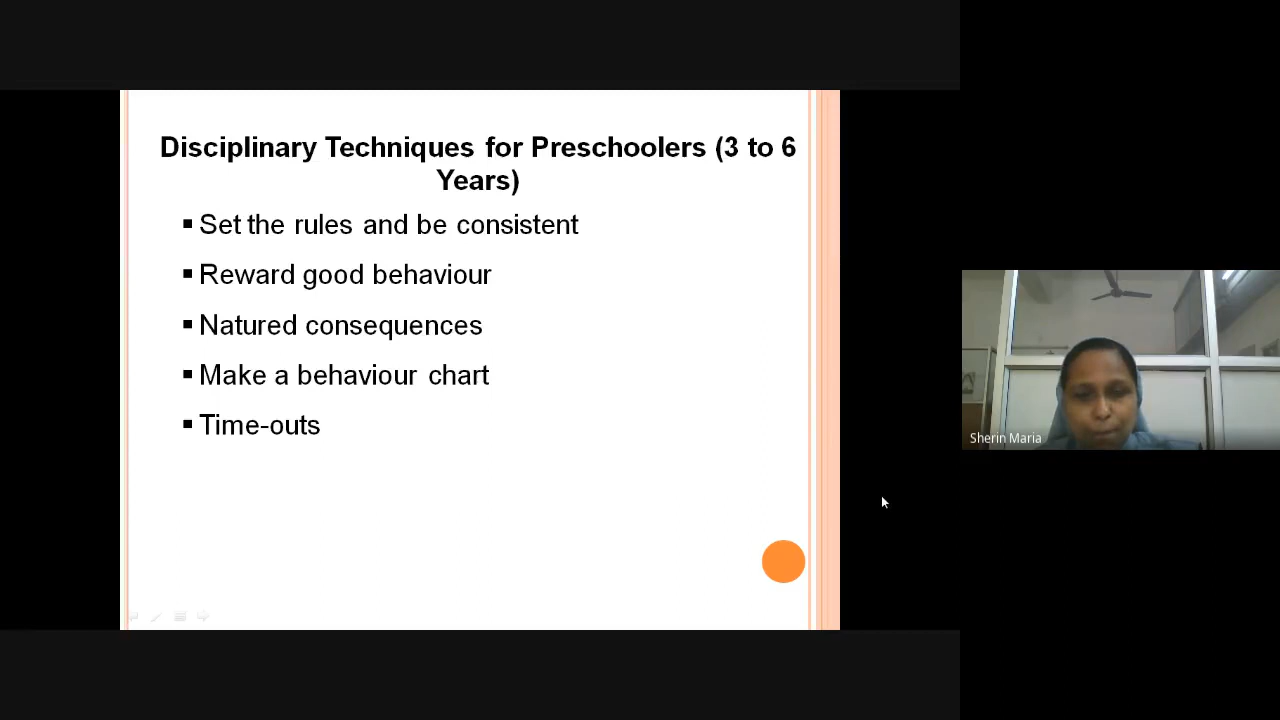 Disciplinary Techniques for Preschoolers (3 to 6
Years)
▪ Set the rules and be consistent
▪ Reward good behaviour
▪ Natured consequences
▪ Make a behaviour chart
▪ Time-outs
Sherin Maria